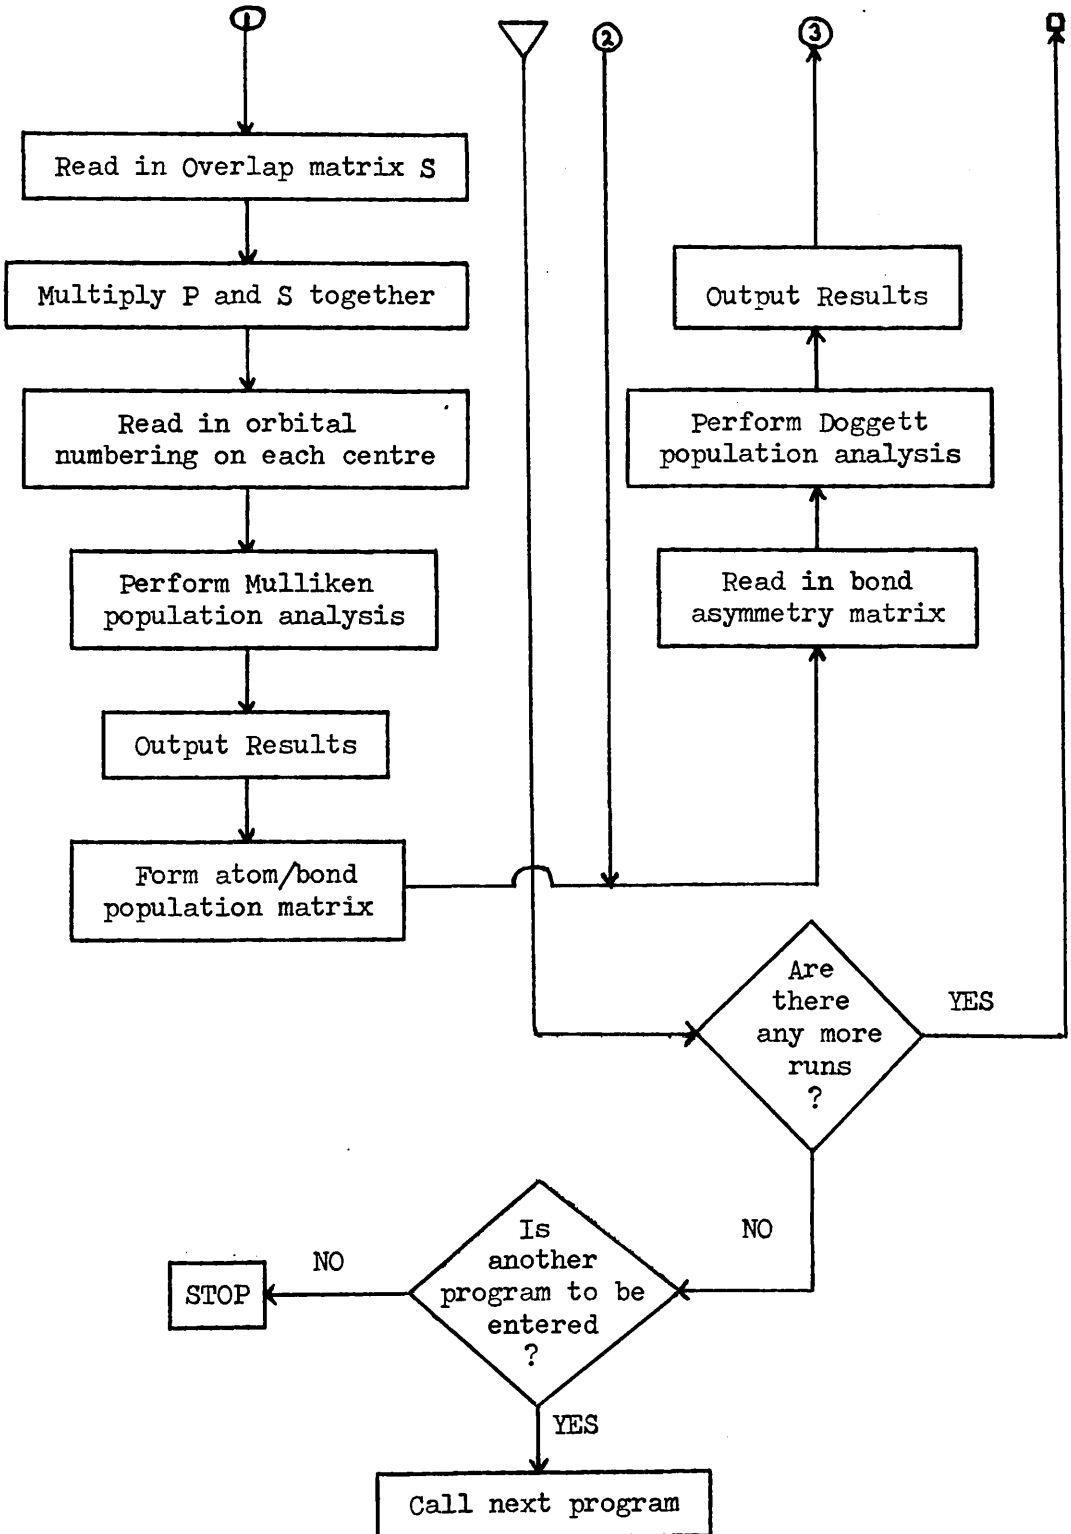 1
2
3
Read in Overlap matrix S
Multiply P and S together
Read in orbital
numbering on each centre
Perform Mulliken
population analysis
Output Results
Form atom/bond
population matrix
Output Results
Perform Doggett
population analysis
Read in bond
asymmetry matrix
Are
there
any more
runs
?
YES
NO
Is
another
program to be
entered
?
NO
STOP
YES
Call next program